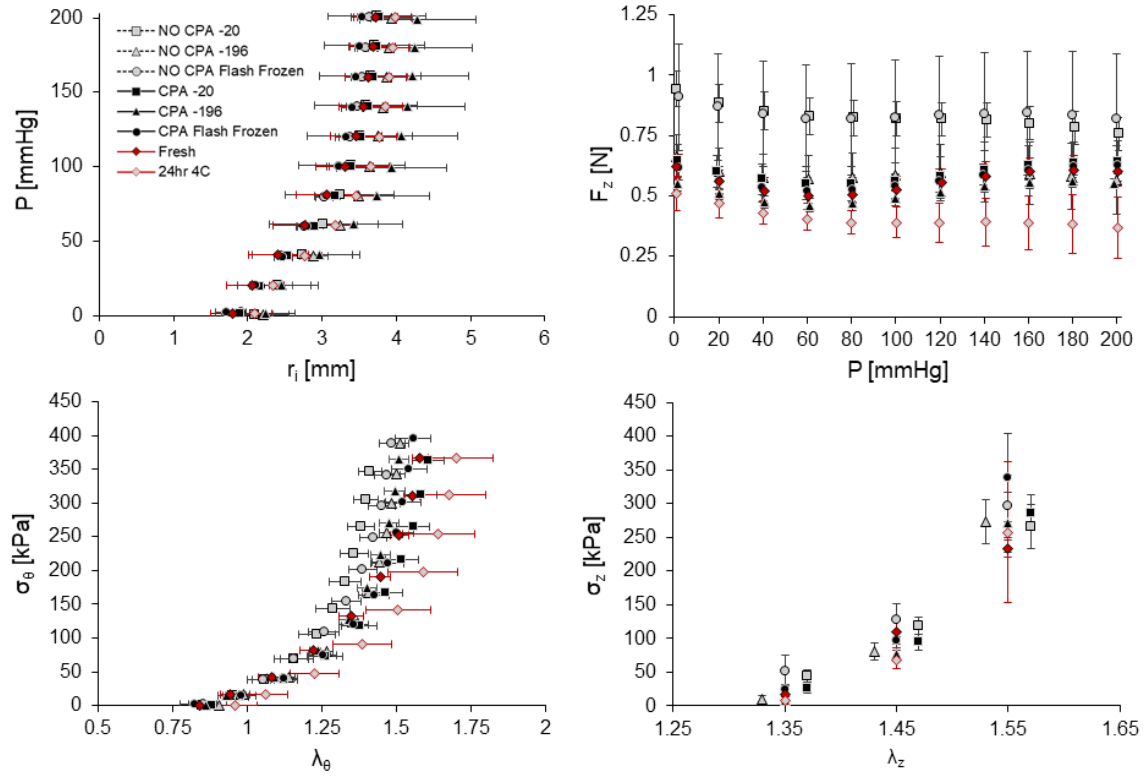 P [mmHg]
200
150
100
50
0
0 1 2 3 4 5 6
r_i [mm]
NO CPA -20
NO CPA -196
NO CPA Flash Frozen
CPA -20
CPA -196
CPA Flash Frozen
Fresh
24hr 4C
F_z [N]
1.25
1
0.75
0.5
0.25
0
0 20 40 60 80 100 120 140 160 180 200
P [mmHg]
σ_θ [kPa]
450
400
350
300
250
200
150
100
50
0
0.5 0.75 1 1.25 1.5 1.75 2
λ_θ
σ_z [kPa]
450
400
350
300
250
200
150
100
50
0
1.25 1.35 1.45 1.55 1.65
λ_z